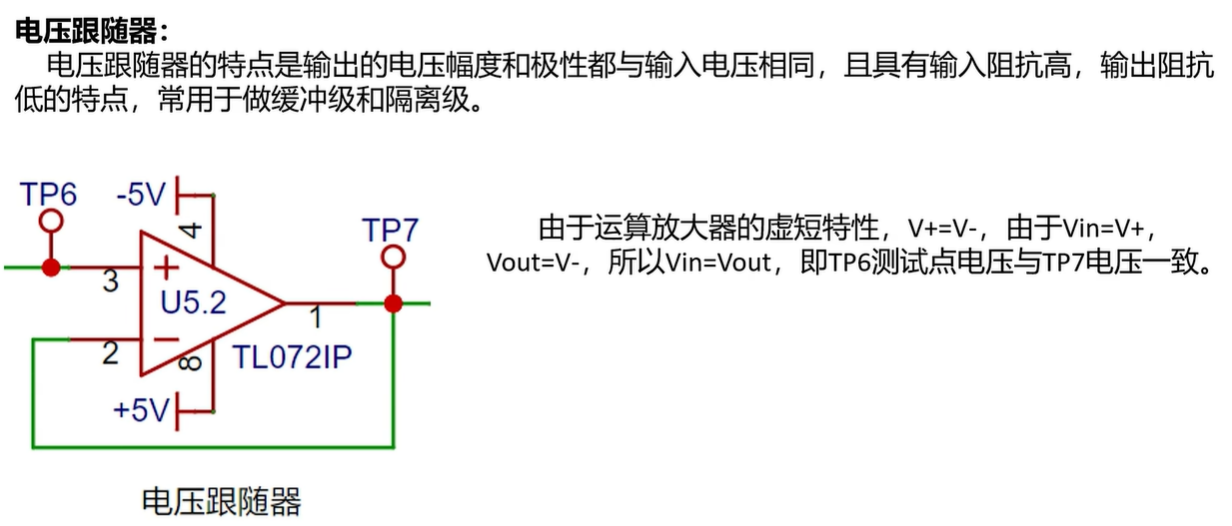 电压跟随器：
电压跟随器的特点是输出的电压幅度和极性都与输入电压相同，且具有输入阻抗高，输出阻抗
低的特点，常用于做缓冲级和隔离级。
TP6
-5V
4
TP7
3
+
U5.2
1
2
-
8
TL072IP
+5V
由于运算放大器的虚短特性，V+=V-，由于Vin=V+，
Vout=V-，所以Vin=Vout，即TP6测试点电压与TP7电压一致。
电压跟随器